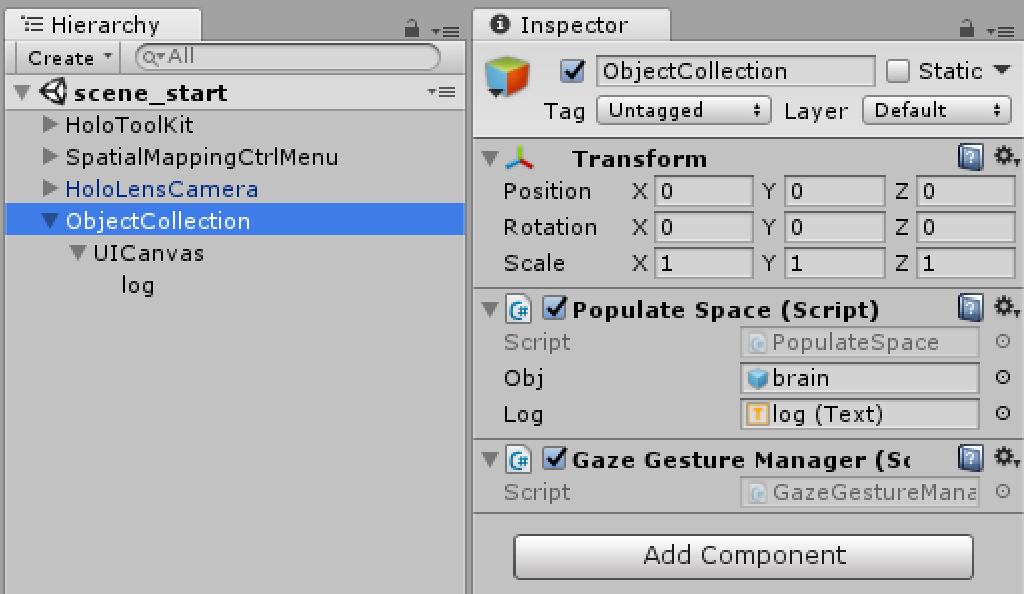 Hierarchy
Create
All
scene_start
HoloToolKit
SpatialMappingCtrlMenu
HoloLensCamera
ObjectCollection
UICanvas
log
Inspector
ObjectCollection Static
Tag Untagged Layer Default
Transform
Position X 0 Y 0 Z 0
Rotation X 0 Y 0 Z 0
Scale X 1 Y 1 Z 1
Populate Space (Script)
Script PopulateSpace
Obj brain
Log log (Text)
Gaze Gesture Manager (Sc
Script GazeGestureMana
Add Component